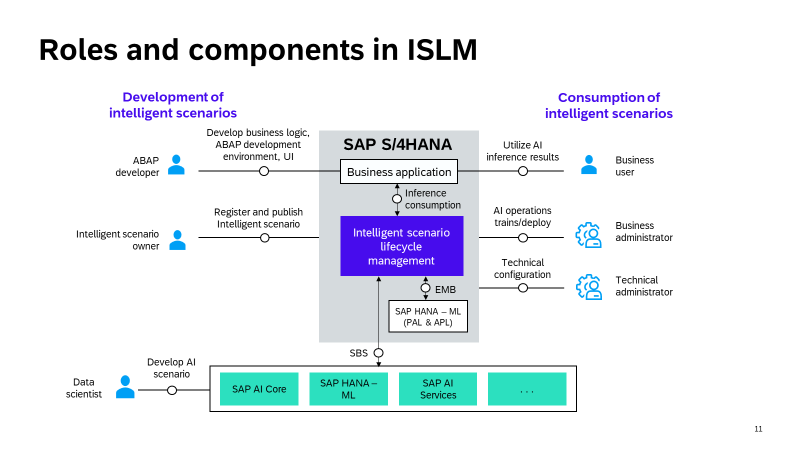 Roles and components in ISLM
Development of
intelligent scenarios
Consumption of
intelligent scenarios
Develop business logic,
ABAP development
environment, UI
SAP S/4HANA
Utilize AI
inference results
ABAP
developer
Business application
Business
user
Inference
consumption
Register and publish
Intelligent scenario
AI operations
trains/deploy
Intelligent scenario
owner
Intelligent scenario
lifecycle
management
Business
administrator
Technical
configuration
Technical
administrator
EMB
SAP HANA – ML
(PAL & APL)
SBS
Develop AI
scenario
Data
scientist
SAP AI Core
SAP HANA –
ML
SAP AI
Services
. . .
11